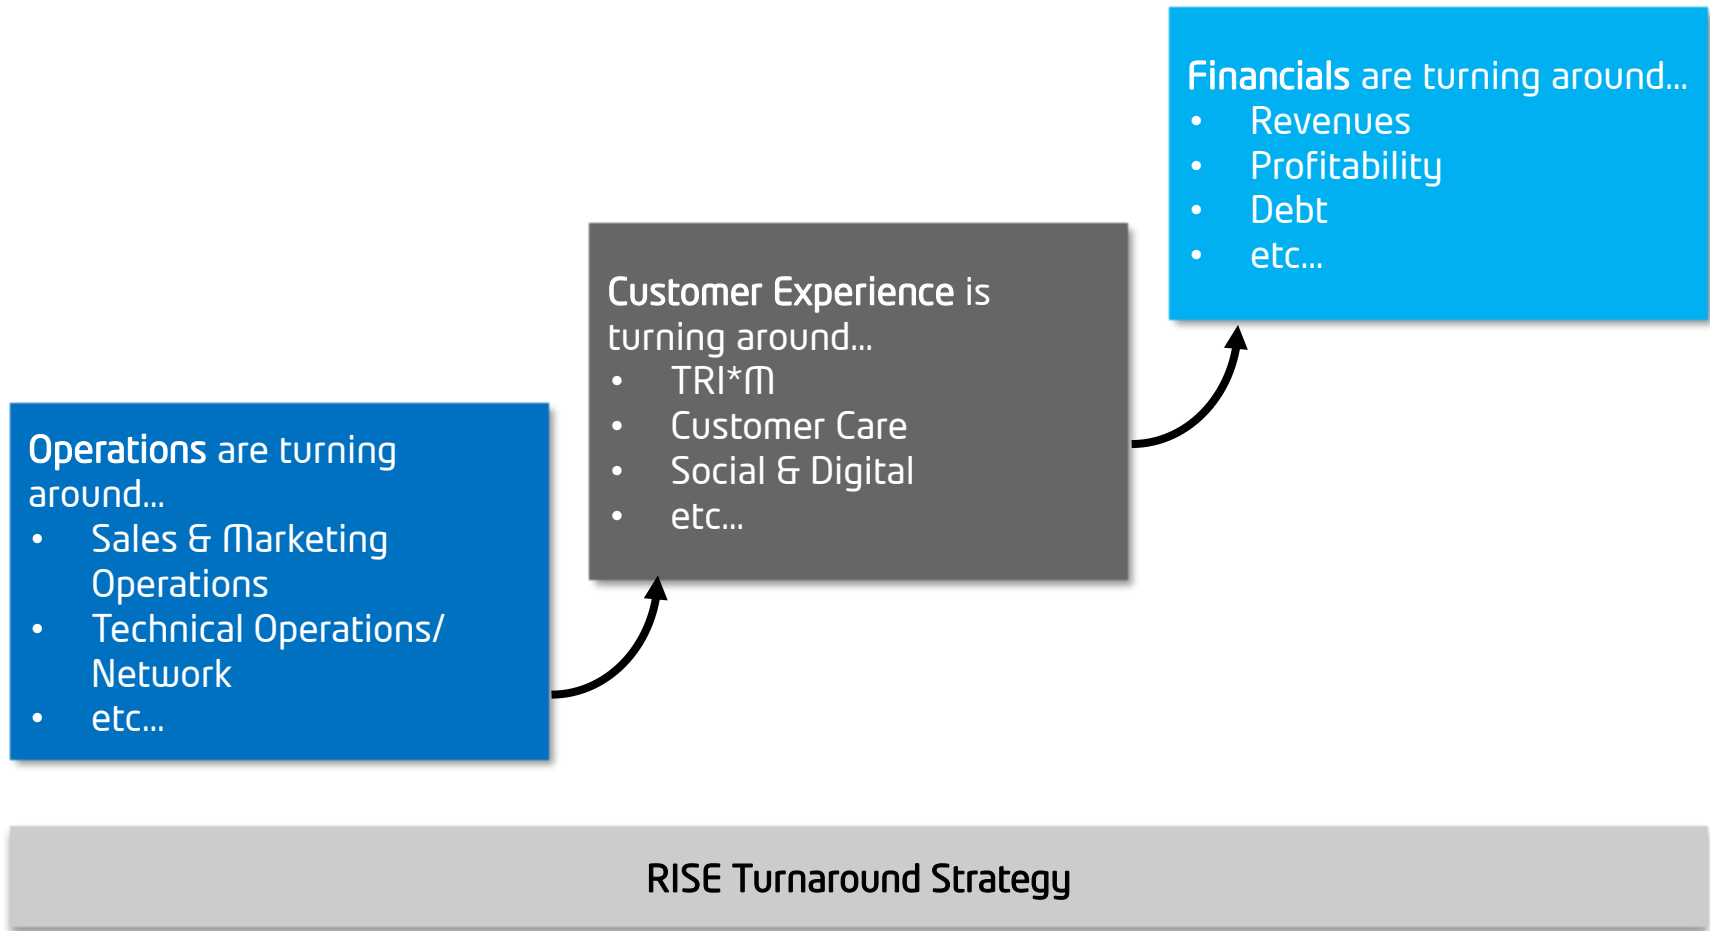 Financials are turning around...
• Revenues
• Profitability
• Debt
• etc...
Customer Experience is
turning around...
• TRI*M
• Customer Care
• Social & Digital
• etc...
Operations are turning
around...
• Sales & Marketing
Operations
• Technical Operations/
Network
• etc...
RISE Turnaround Strategy